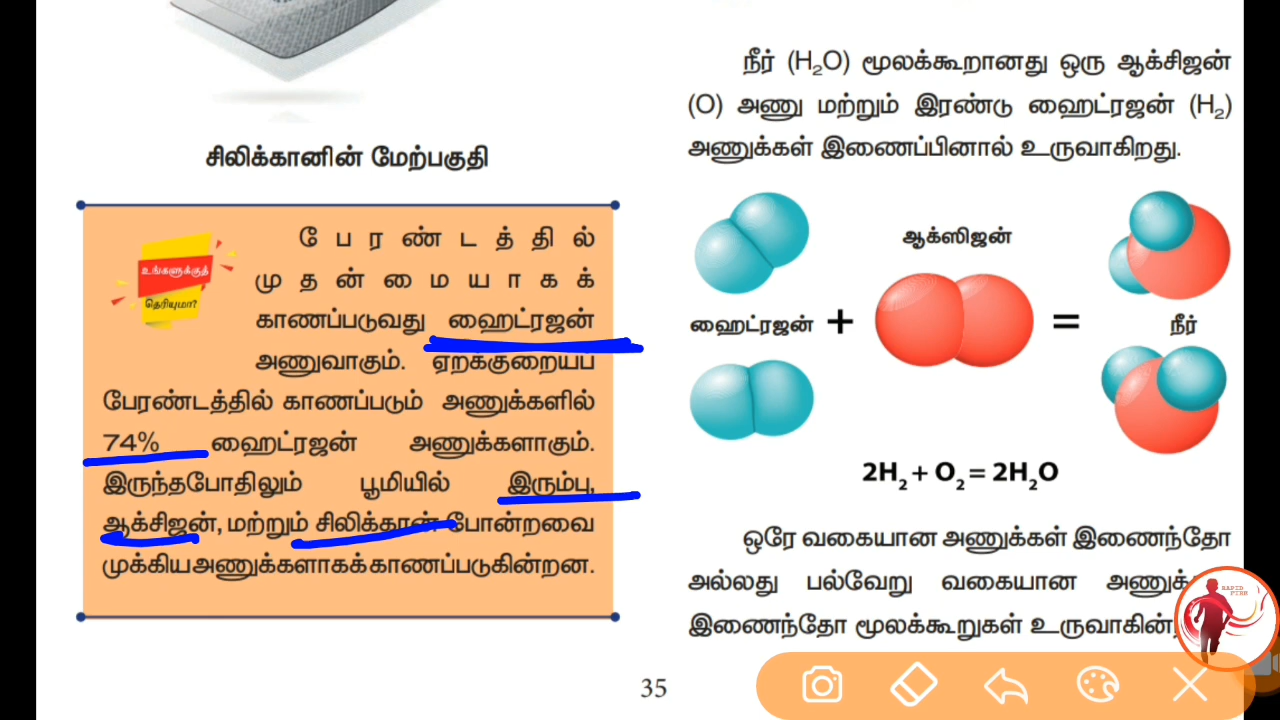 சிலிக்கானின் மேற்பகுதி
உங்களுக்குத்
தெரியுமா?
பேரண்டத்தில்
முதன்மையாகக்
காணப்படுவது ஹைட்ரஜன்
அணுவாகும். ஏறக்குறையப்
பேரண்டத்தில் காணப்படும் அணுக்களில்
74% ஹைட்ரஜன் அணுக்களாகும்.
இருந்தபோதிலும் பூமியில் இரும்பு,
ஆக்சிஜன், மற்றும் சிலிக்கான் போன்றவை
முக்கிய அணுக்களாகக் காணப்படுகின்றன.
நீர் (H₂O) மூலக்கூறானது ஒரு ஆக்சிஜன்
(O) அணு மற்றும் இரண்டு ஹைட்ரஜன் (H₂)
அணுக்கள் இணைப்பினால் உருவாகிறது.
ஆக்ஸிஜன்
ஹைட்ரஜன் + = நீர்
2H₂ + O₂ = 2H₂O
ஒரே வகையான அணுக்கள் இணைந்தோ
அல்லது பல்வேறு வகையான
இணைந்தோ மூலக்கூறுகள்
35
RAPID